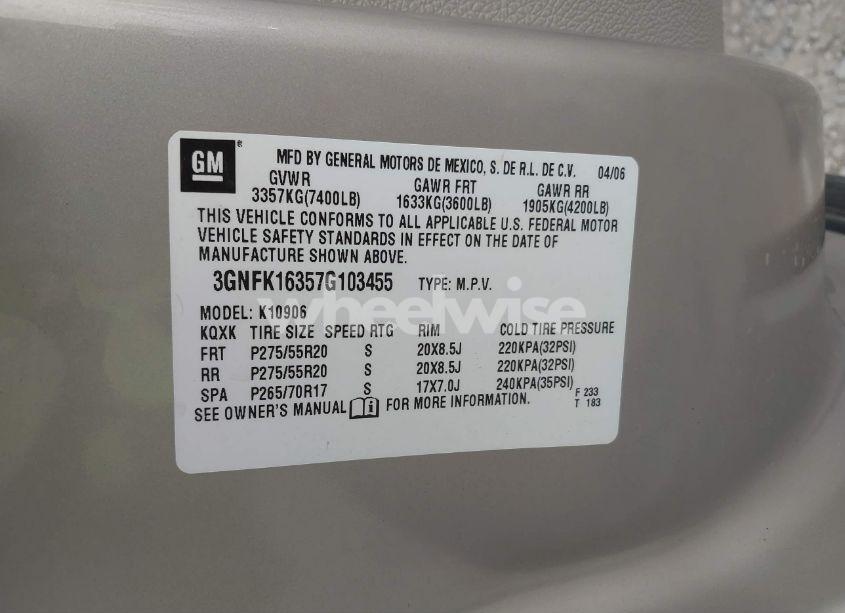 GM ®
MFD BY GENERAL MOTORS DE MEXICO, S. DE R.L. DE C.V. 04/06
GVWR GAWR FRT GAWR RR
3357KG(7400LB) 1633KG(3600LB) 1905KG(4200LB)
THIS VEHICLE CONFORMS TO ALL APPLICABLE U.S. FEDERAL MOTOR
VEHICLE SAFETY STANDARDS IN EFFECT ON THE DATE OF
MANUFACTURE SHOWN ABOVE.
3GNFK16357G103455 TYPE: M.P.V.
wheelwise
MODEL: K10906
KQXK TIRE SIZE SPEED RTG RIM COLD TIRE PRESSURE
FRT P275/55R20 S 20X8.5J 220KPA(32PSI)
RR P275/55R20 S 20X8.5J 220KPA(32PSI)
SPA P265/70R17 S 17X7.0J 240KPA(35PSI)
F 233
SEE OWNER'S MANUAL FOR MORE INFORMATION. T 183